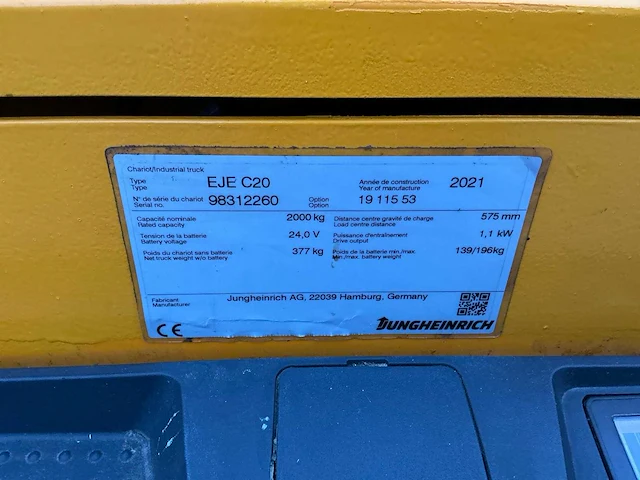 Chariot/Industrial truck
Type EJE C20 Année de construction 2021
Type Year of manufacture
N° de série du chariot 98312260 Option 19 115 53
Serial no. Option
Capacité nominale 2000 kg Distance centre gravité de charge 575 mm
Rated capacity Load centre distance
Tension de la batterie 24,0 V Puissance d'entraînement 1,1 kW
Battery voltage Drive output
Poids du chariot sans batterie 377 kg Poids de la batterie min./max. 139/196kg
Net truck weight w/o battery Min./max. battery weight
Fabricant Jungheinrich AG, 22039 Hamburg, Germany
Manufacturer
CE JUNGHEINRICH